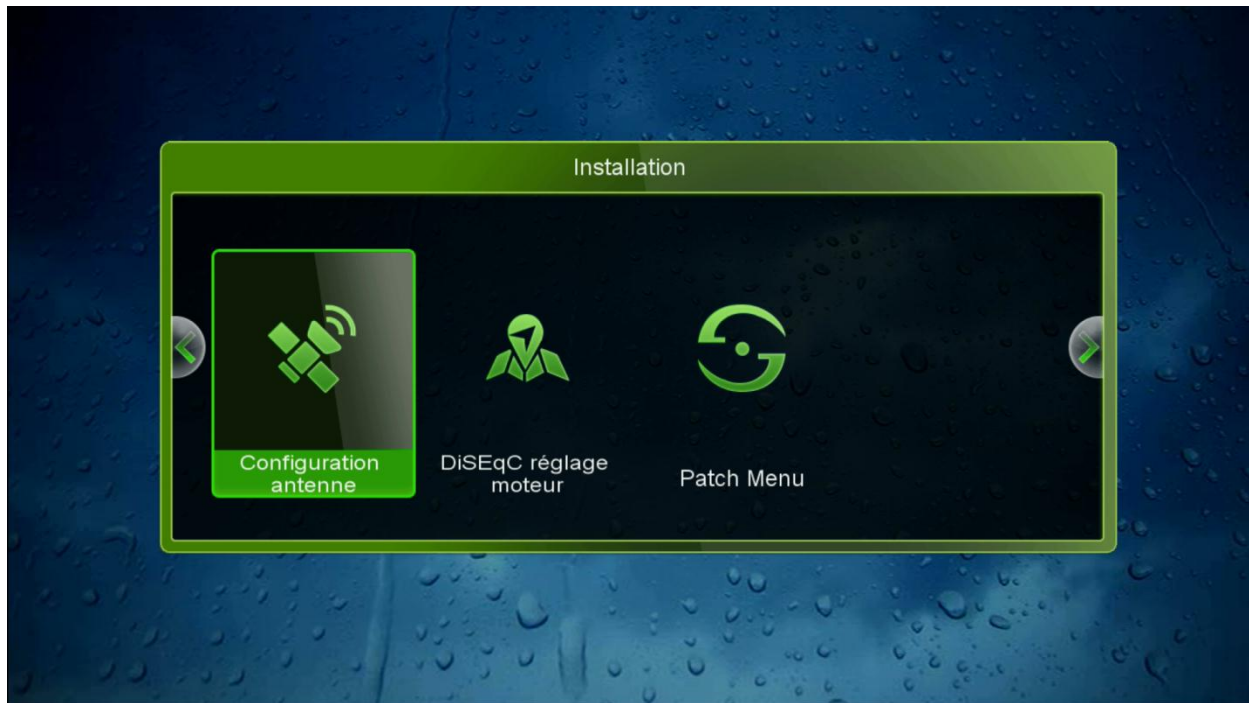 Installation
Configuration
antenne
DiSEqC réglage
moteur
Patch Menu